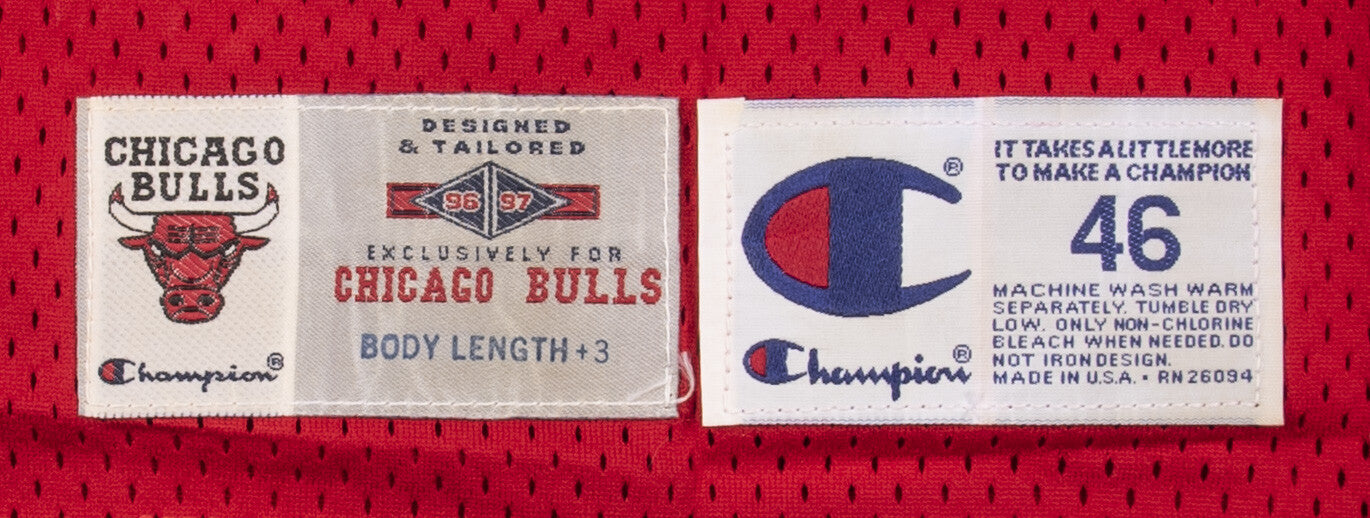 CHICAGO
BULLS
Champion®
DESIGNED
& TAILORED
96 97
EXCLUSIVELY FOR
CHICAGO BULLS
BODY LENGTH +3
®
Champion®
IT TAKES A LITTLE MORE
TO MAKE A CHAMPION
46
MACHINE WASH WARM
SEPARATELY. TUMBLE DRY
LOW. ONLY NON-CHLORINE
BLEACH WHEN NEEDED. DO
NOT IRON DESIGN.
MADE IN U.S.A. • RN26094